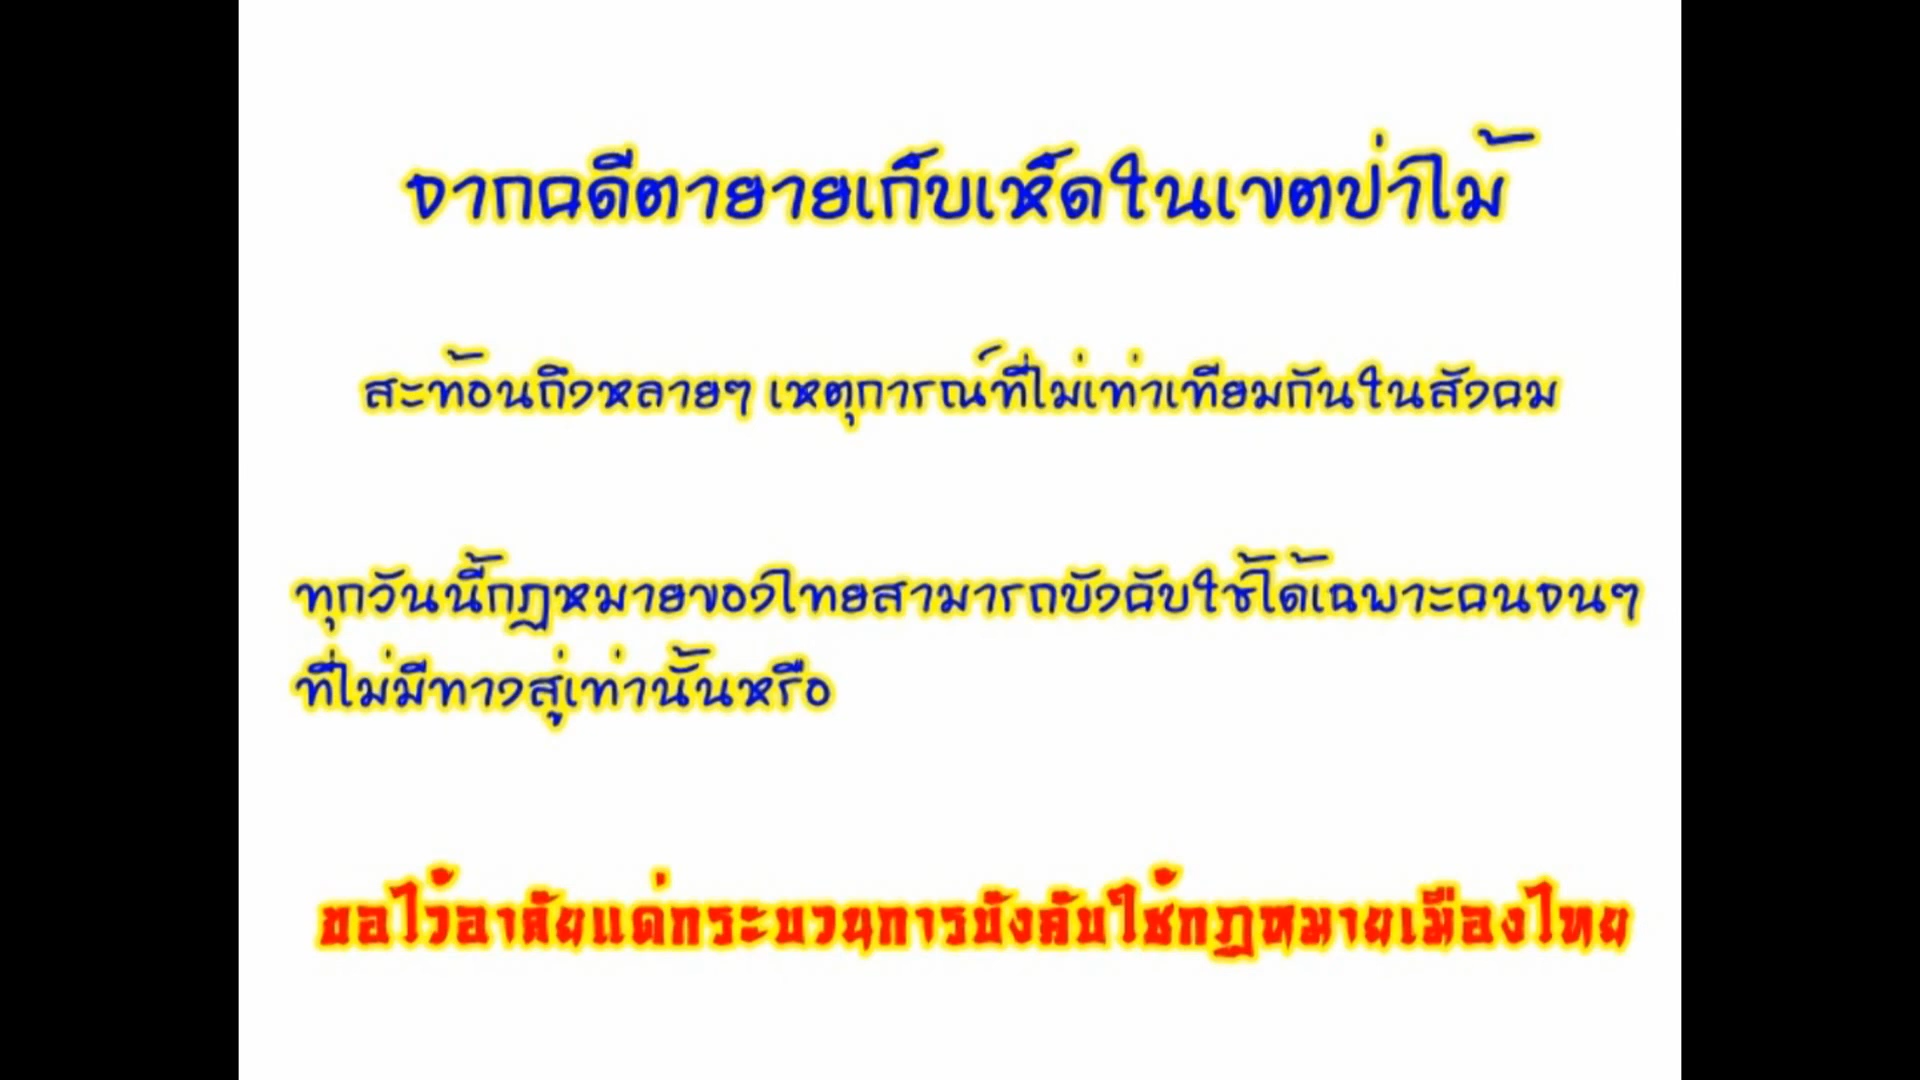 จากคดีตายายเก็บเห็ดในเขตป่าไม้
สะท้อนถึงหลายๆ เหตุการณ์ที่ไม่เท่าเทียมกันในสังคม
ทุกวันนี้กฎหมายของไทยสามารถบังคับใช้ได้เฉพาะคนจนๆ
ที่ไม่มีทางสู่เท่านั้นหรือ
ขอไว้อาลัยแด่กระบวนการบังคับใช้กฎหมายเมืองไทย